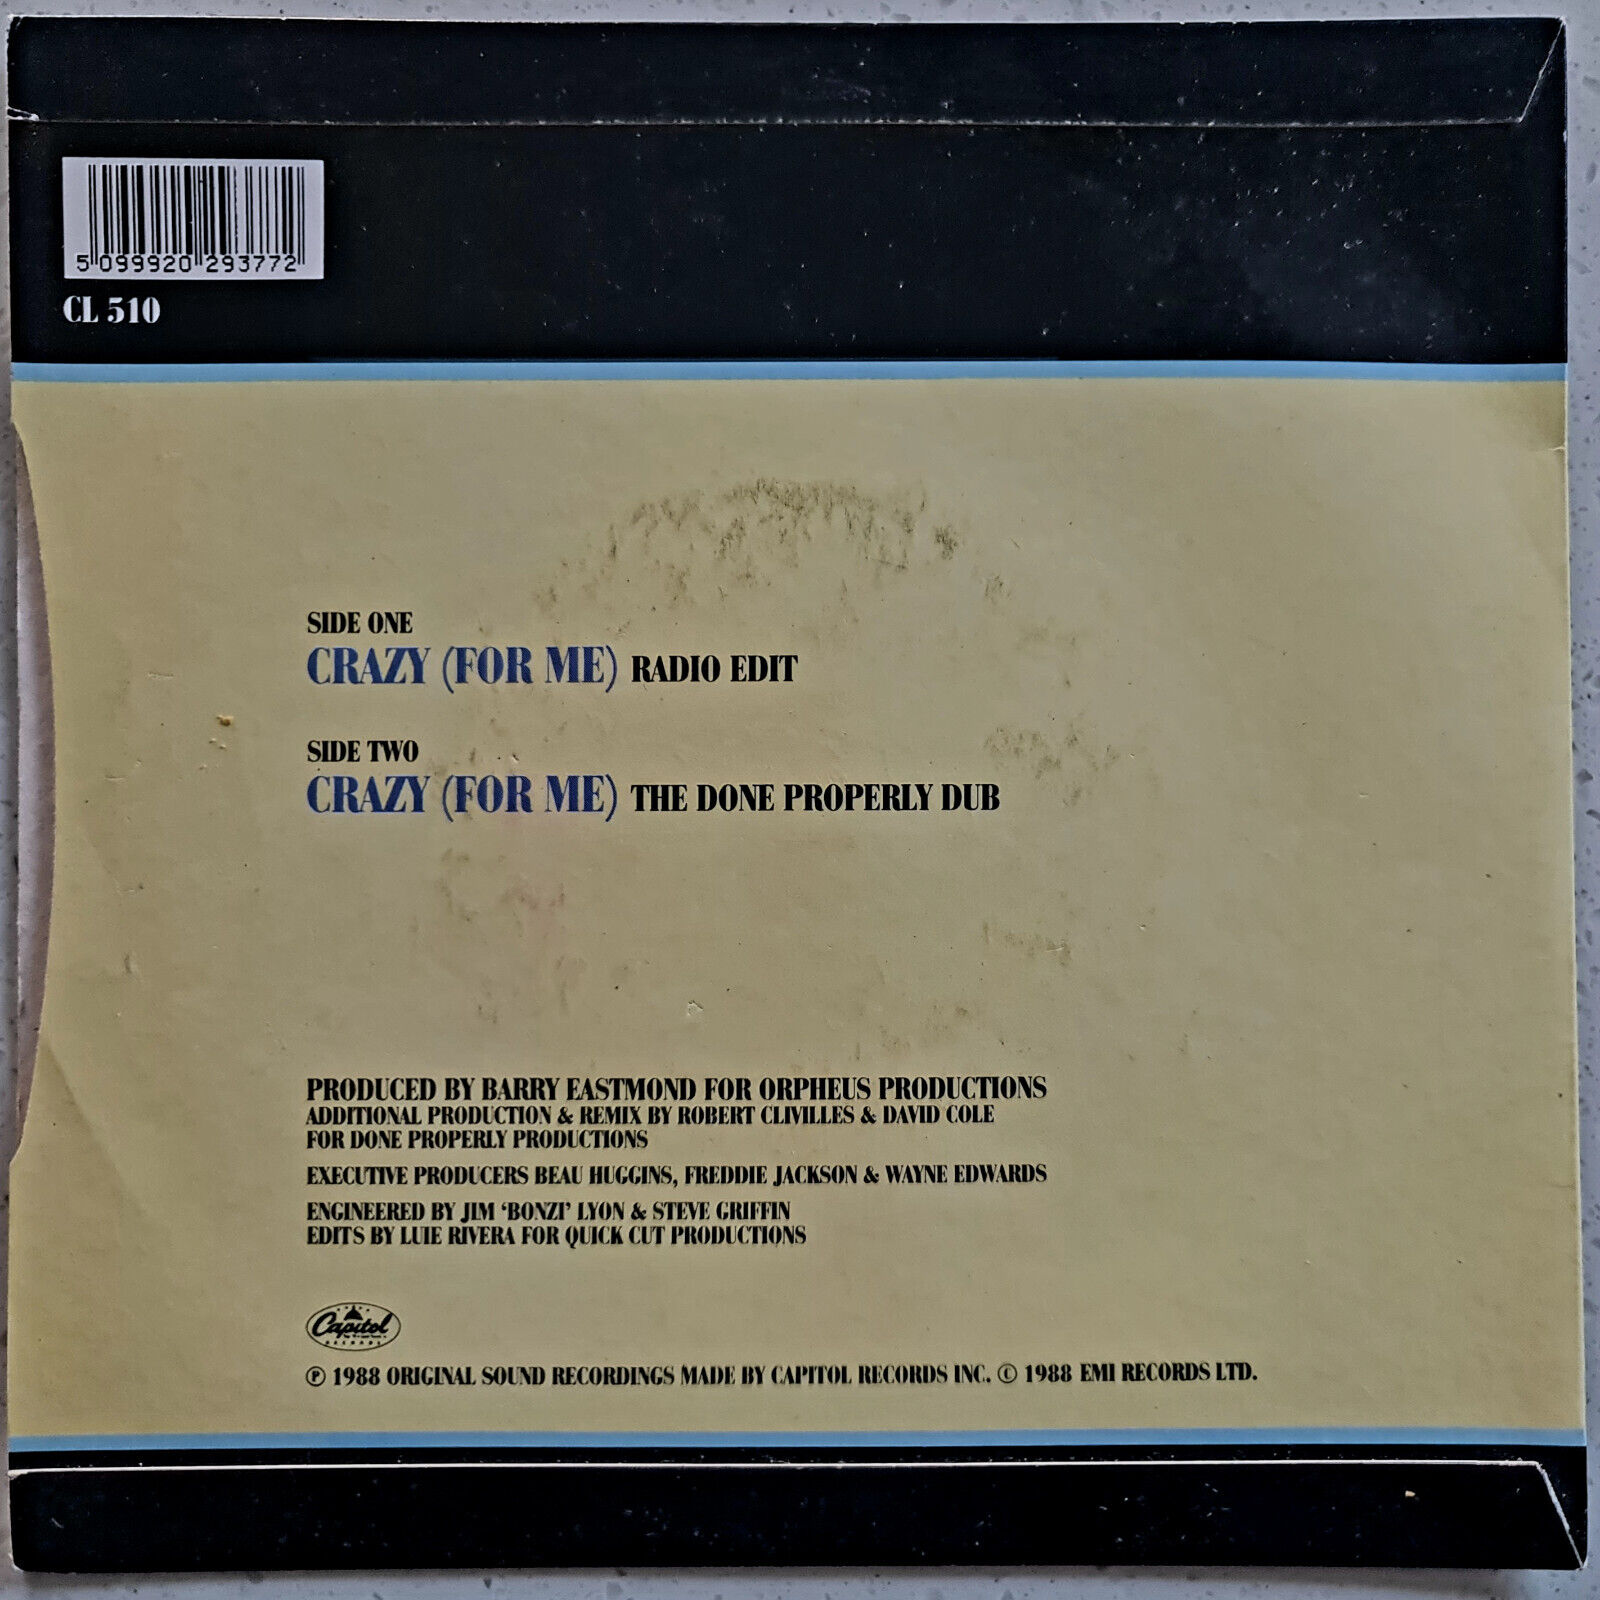 5 099920 293772
CL 510
SIDE ONE
CRAZY (FOR ME) RADIO EDIT
SIDE TWO
CRAZY (FOR ME) THE DONE PROPERLY DUB
PRODUCED BY BARRY EASTMOND FOR ORPHEUS PRODUCTIONS
ADDITIONAL PRODUCTION & REMIX BY ROBERT CLIVILLES & DAVID COLE
FOR DONE PROPERLY PRODUCTIONS
EXECUTIVE PRODUCERS BEAU HUGGINS, FREDDIE JACKSON & WAYNE EDWARDS
ENGINEERED BY JIM ‘BONZI’ LYON & STEVE GRIFFIN
EDITS BY LUIE RIVERA FOR QUICK CUT PRODUCTIONS
Capitol
RECORDS
℗ 1988 ORIGINAL SOUND RECORDINGS MADE BY CAPITOL RECORDS INC. © 1988 EMI RECORDS LTD.